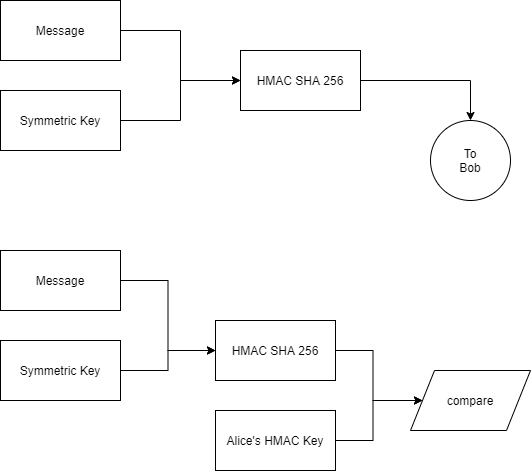 Message
HMAC SHA 256
Symmetric Key
To
Bob
Message
HMAC SHA 256
Symmetric Key
compare
Alice's HMAC Key